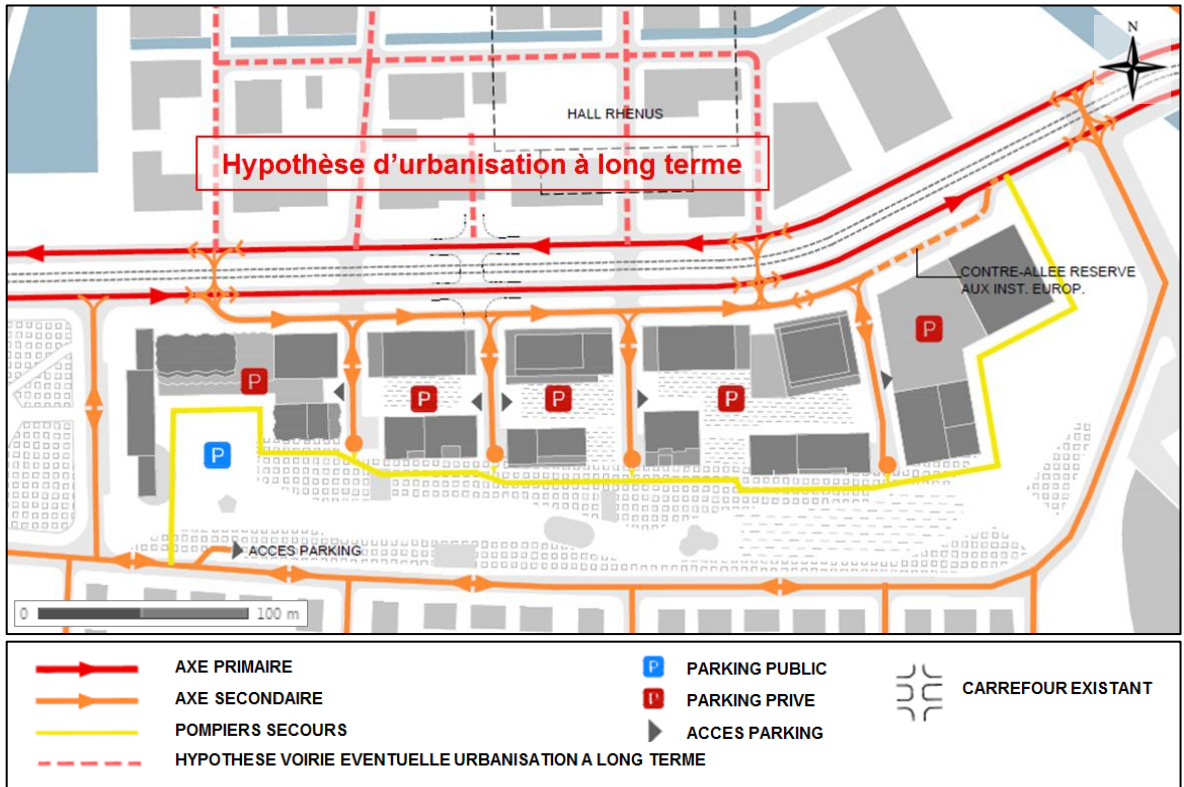 N
HALL RHENUS
Hypothèse d'urbanisation à long terme
CONTRE-ALLEE RESERVE
AUX INST. EUROP.
P
P
P
P
P
P
ACCES PARKING
0 100 m
AXE PRIMAIRE
AXE SECONDAIRE
POMPIERS SECOURS
HYPOTHESE VOIRIE EVENTUELLE URBANISATION A LONG TERME
P PARKING PUBLIC
P PARKING PRIVE
ACCES PARKING
CARREFOUR EXISTANT